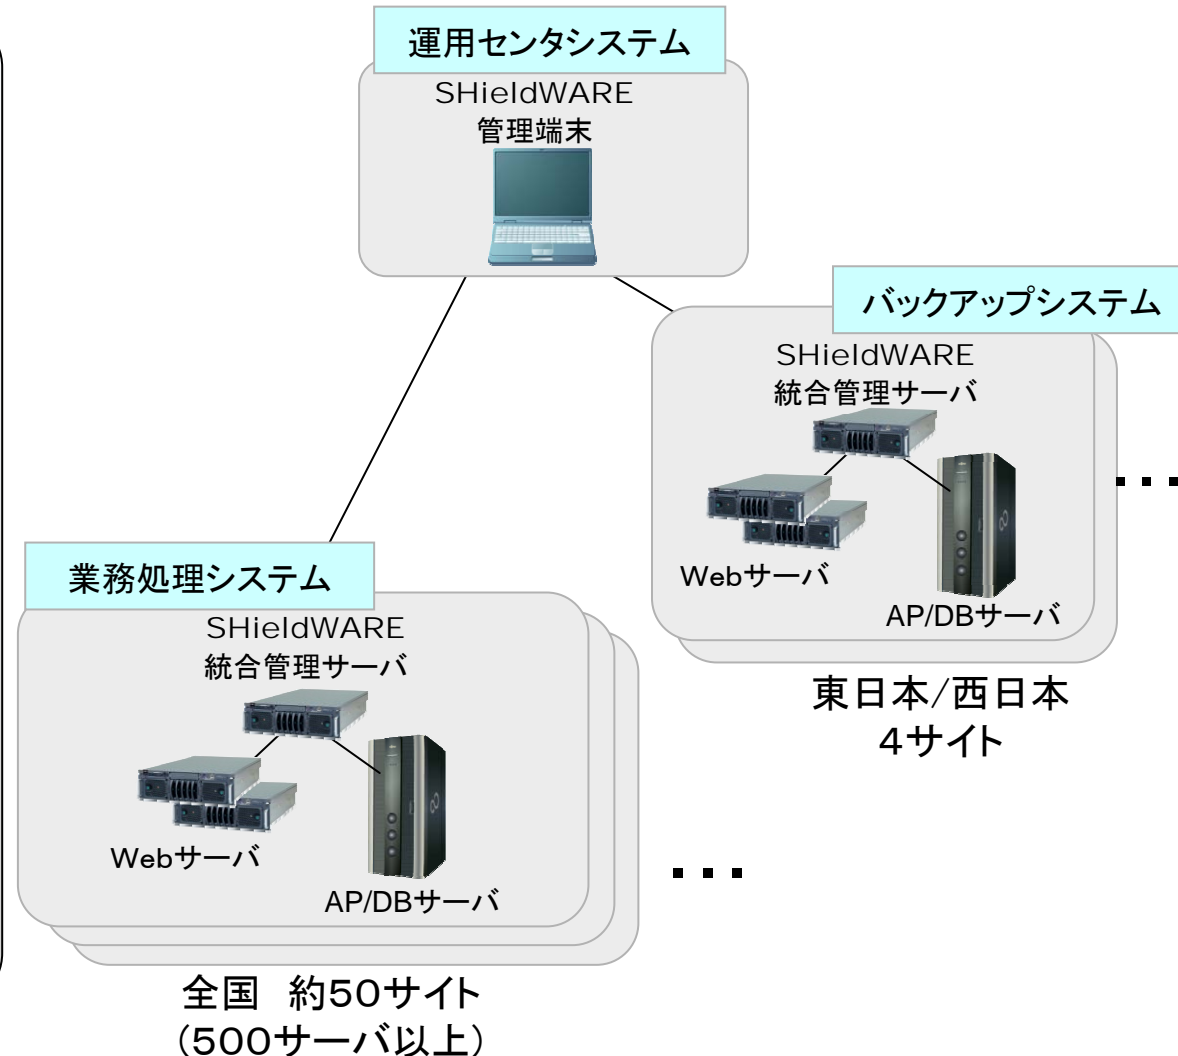 運用センタシステム
SHieldWARE
管理端末
バックアップシステム
SHieldWARE
統合管理サーバ
Webサーバ
AP/DBサーバ
東日本/西日本
4サイト
業務処理システム
SHieldWARE
統合管理サーバ
Webサーバ
AP/DBサーバ
全国　約50サイト
(500サーバ以上)